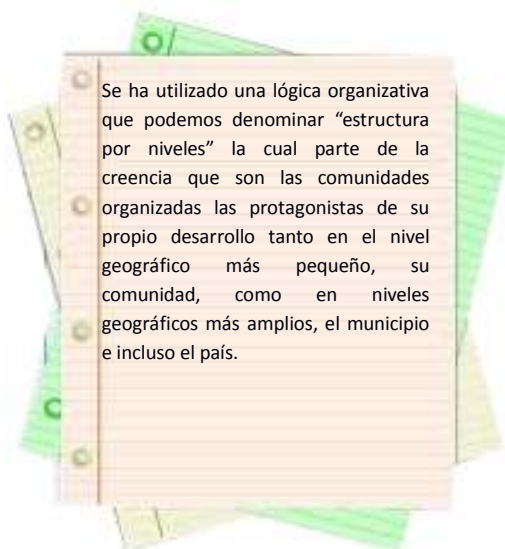 Se ha utilizado una lógica organizativa
que podemos denominar “estructura
por niveles” la cual parte de la
creencia que son las comunidades
organizadas las protagonistas de su
propio desarrollo tanto en el nivel
geográfico más pequeño, su
comunidad, como en niveles
geográficos más amplios, el municipio
e incluso el país.